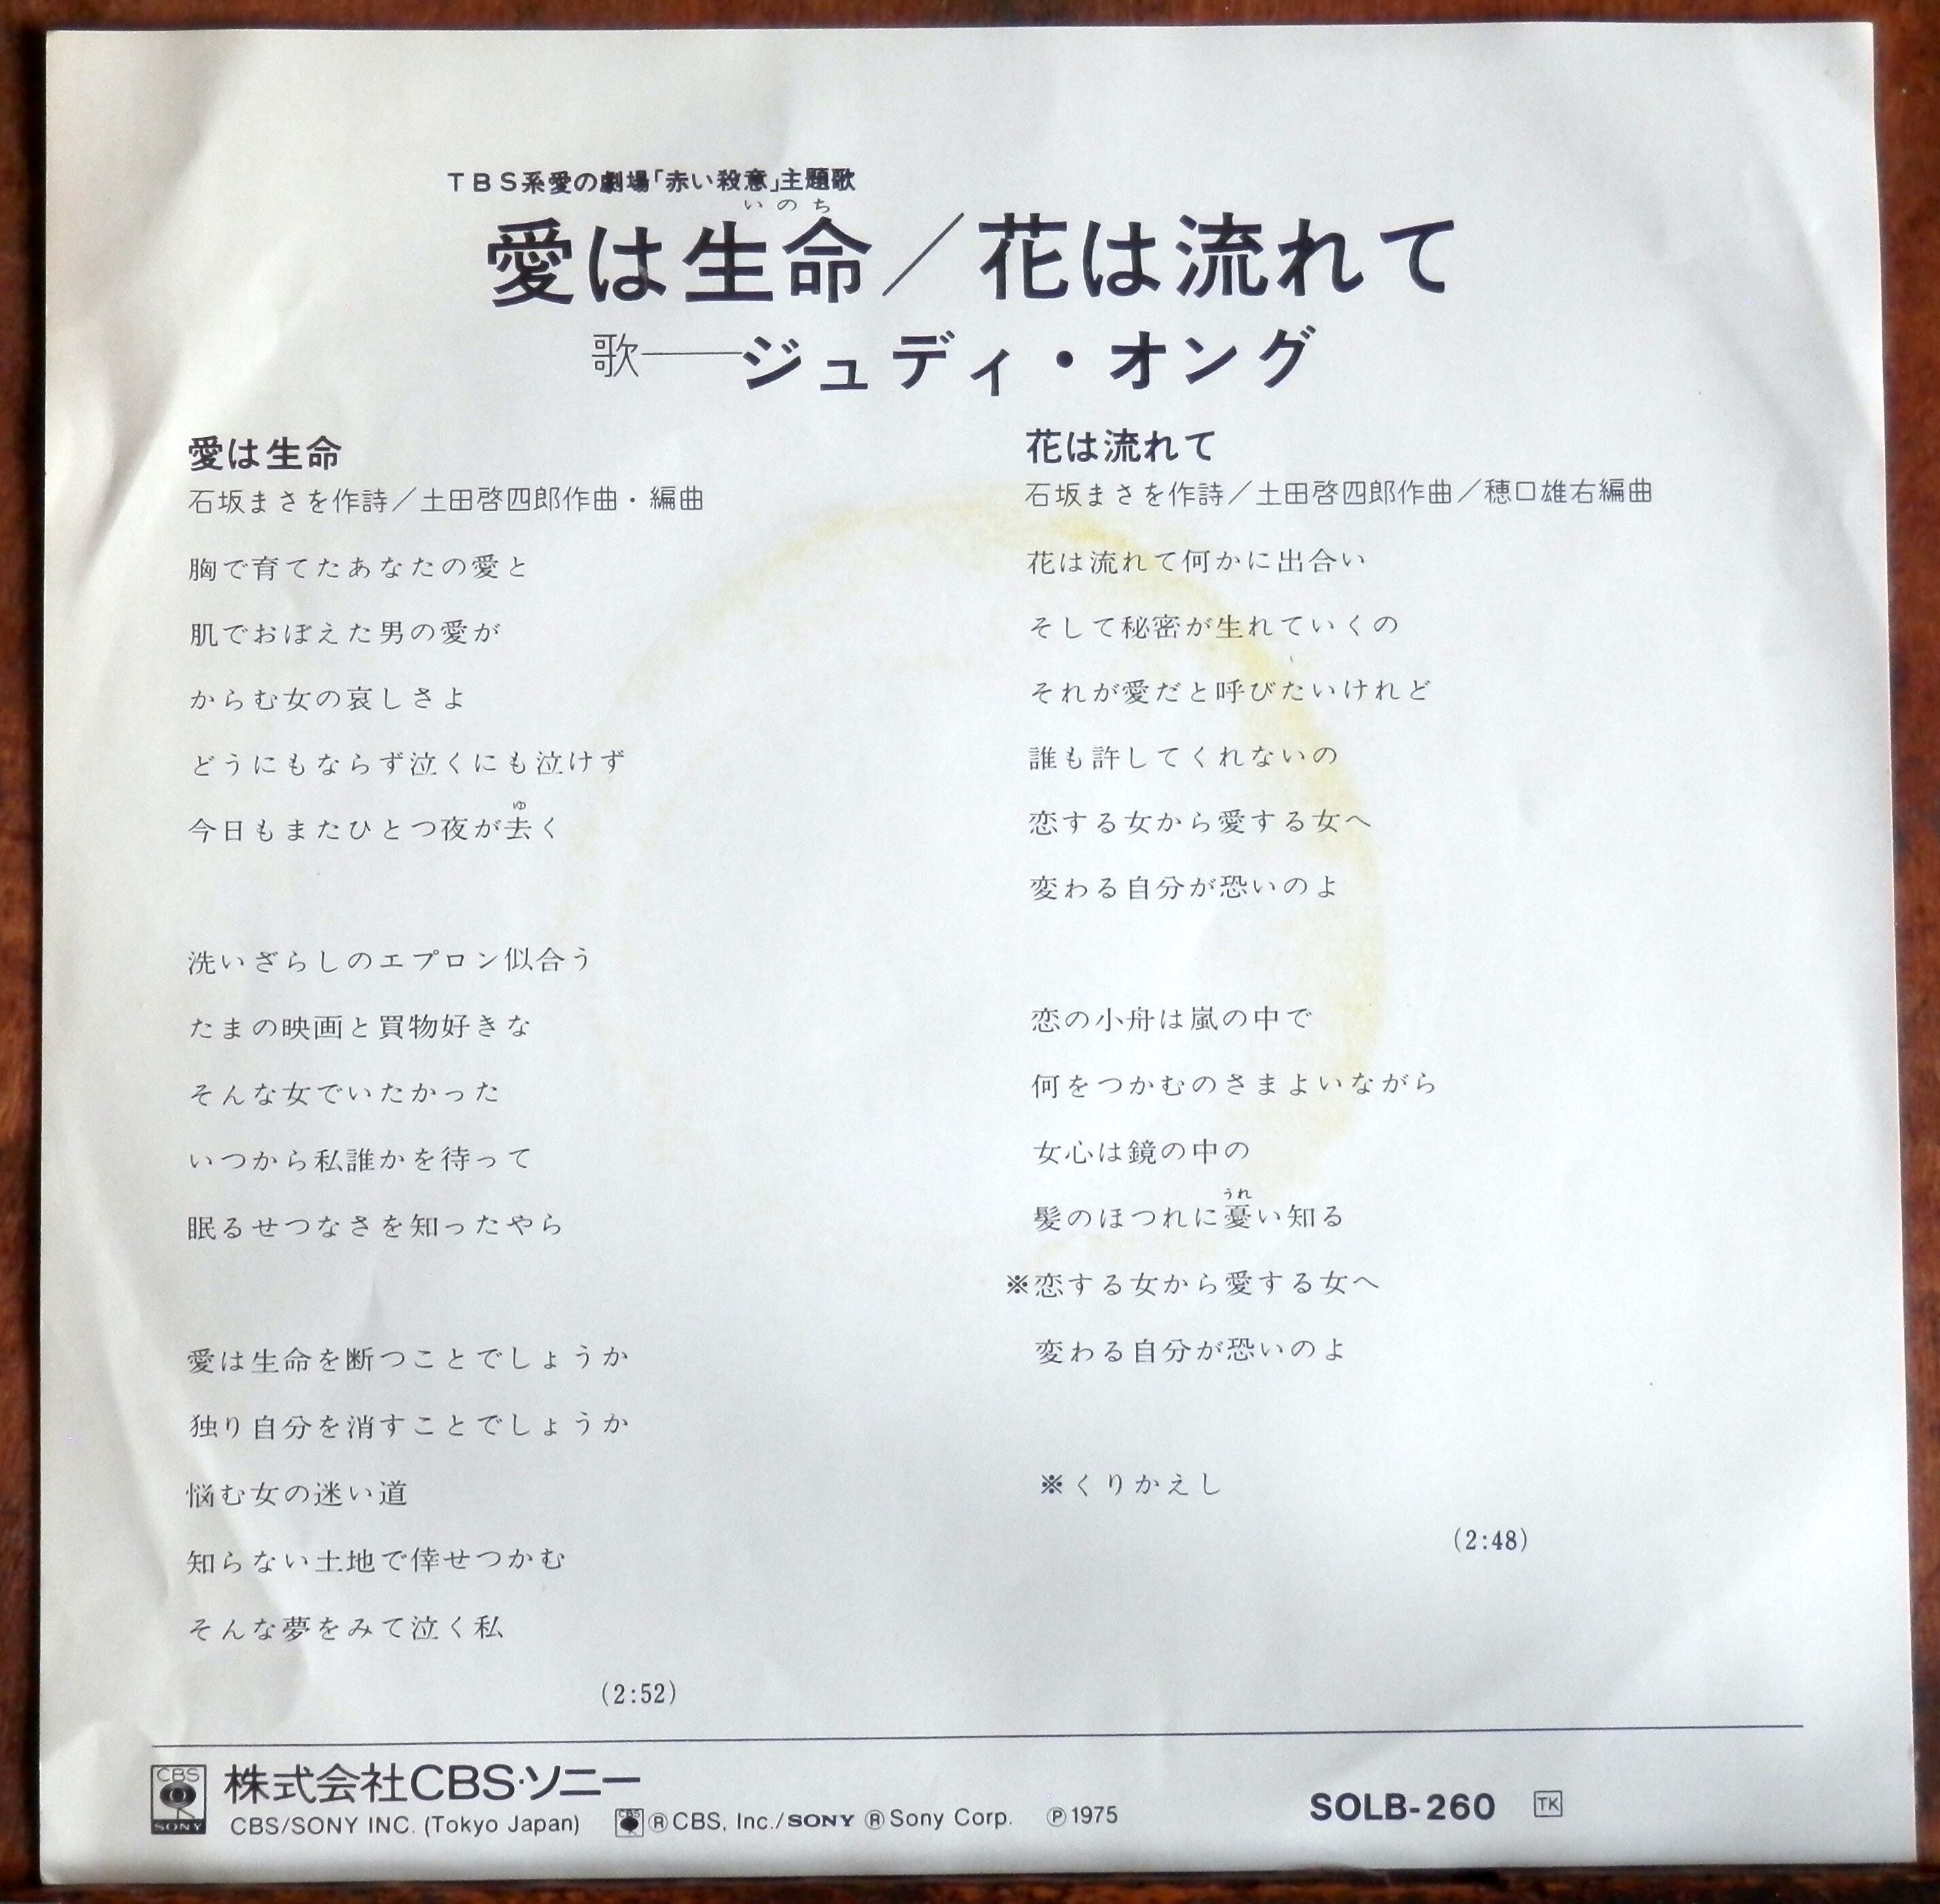 TBS系愛の劇場「赤い殺意」主題歌
いのち
愛は生命／花は流れて
歌――ジュディ・オング
愛は生命
石坂まさを作詩／土田啓四郎作曲・編曲
胸で育てたあなたの愛と
肌でおぼえた男の愛が
からむ女の哀しさよ
どうにもならず泣くにも泣けず
ゆ
今日もまたひとつ夜が去く
洗いざらしのエプロン似合う
たまの映画と買物好きな
そんな女でいたかった
いつから私誰かを待って
眠るせつなさを知ったやら
愛は生命を断つことでしょうか
独り自分を消すことでしょうか
悩む女の迷い道
知らない土地で倖せつかむ
そんな夢をみて泣く私
(2:52)
花は流れて
石坂まさを作詩／土田啓四郎作曲／穂口雄右編曲
花は流れて何かに出合い
そして秘密が生れていくの
それが愛だと呼びたいけれど
誰も許してくれないの
恋する女から愛する女へ
変わる自分が恐いのよ
恋の小舟は嵐の中で
何をつかむのさまよいながら
女心は鏡の中の
うれ
髪のほつれに憂い知る
※恋する女から愛する女へ
変わる自分が恐いのよ
※くりかえし
(2:48)
CBS
SONY
株式会社CBS・ソニー
CBS/SONY INC. (Tokyo Japan) CBS ®CBS, Inc./SONY ®Sony Corp. ℗1975
SOLB-260 TK